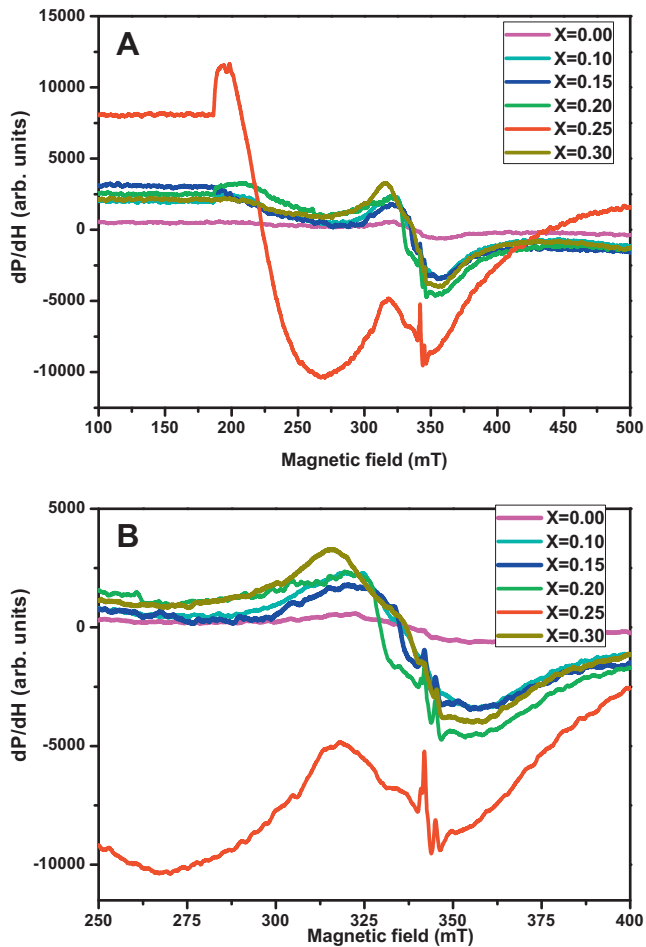 A
X=0.00
X=0.10
X=0.15
X=0.20
X=0.25
X=0.30
15000
10000
5000
0
-5000
-10000
dP/dH (arb. units)
100 150 200 250 300 350 400 450 500
Magnetic field (mT)
B
X=0.00
X=0.10
X=0.15
X=0.20
X=0.25
X=0.30
5000
0
-5000
-10000
dP/dH (arb. units)
250 275 300 325 350 375 400
Magnetic field (mT)